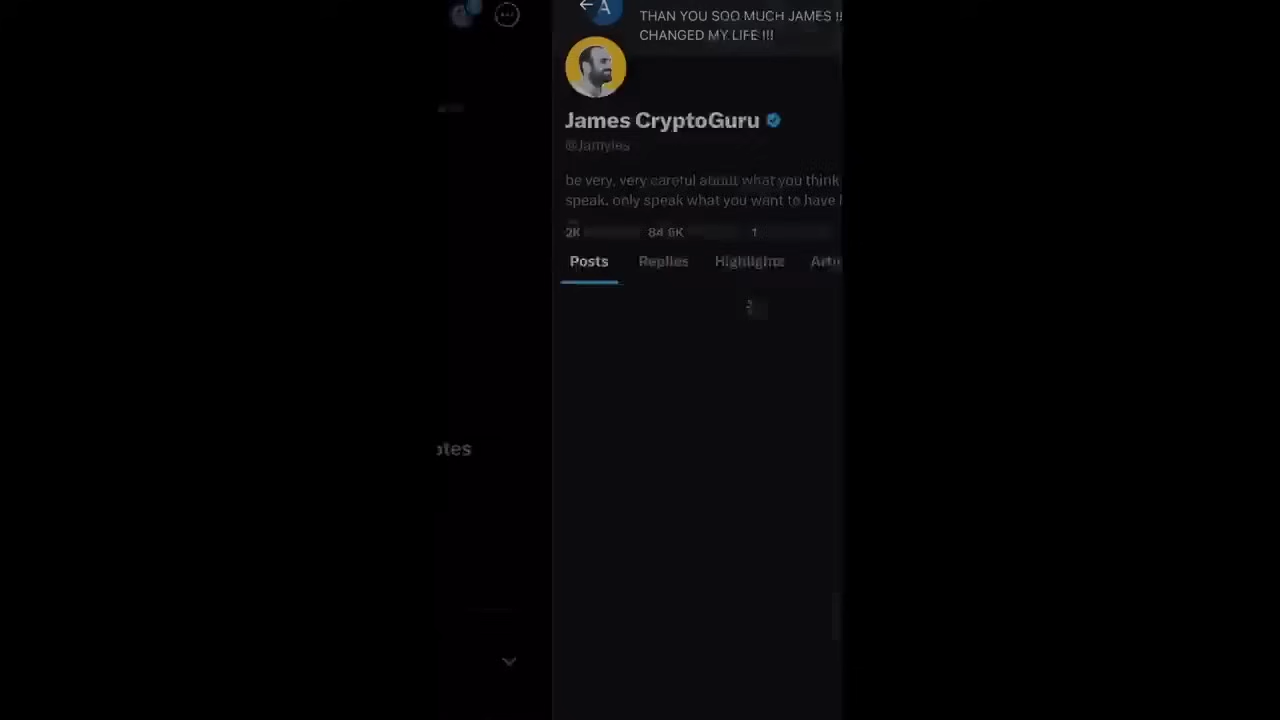 A
THAN YOU SOO MUCH JAMES !!
CHANGED MY LIFE !!!
James CryptoGuru
@Jamyles
be very, very careful about what you think
speak. only speak what you want to have
2K 84.6K 1
Posts Replies Highlights
otes